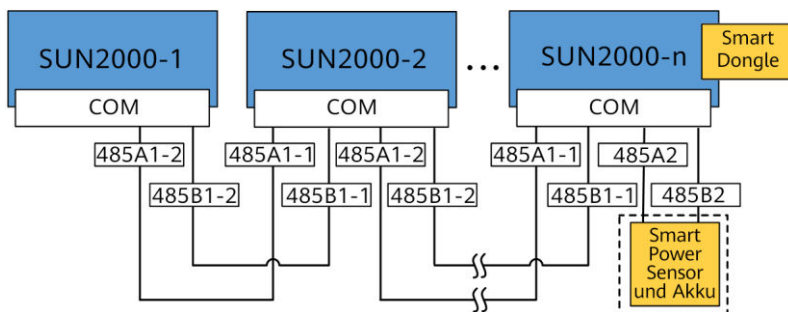 SUN2000-1
SUN2000-2
...
SUN2000-n
Smart
Dongle
COM
COM
COM
485A1-2
485A1-1
485A1-2
485A1-1
485A2
485B1-2
485B1-1
485B1-2
485B1-1
485B2
Smart
Power
Sensor
und Akku